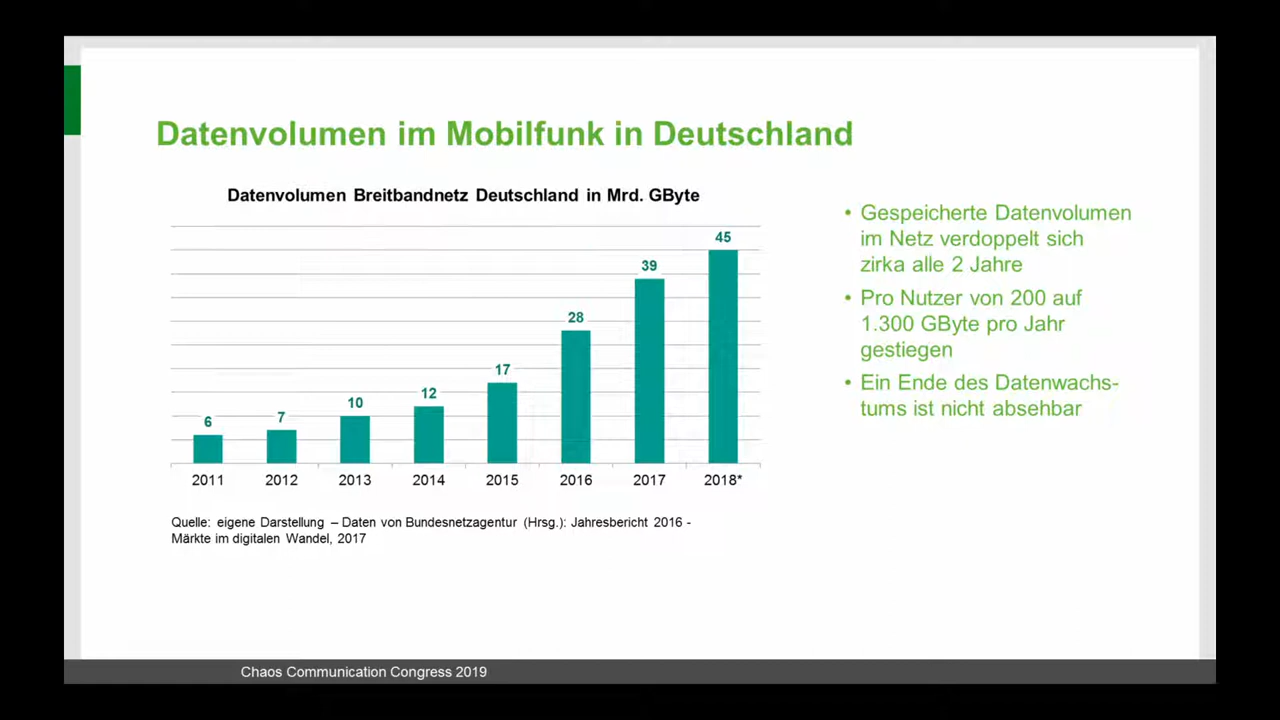 Datenvolumen im Mobilfunk in Deutschland
Datenvolumen Breitbandnetz Deutschland in Mrd. GByte
6
7
10
12
17
28
39
45
2011 2012 2013 2014 2015 2016 2017 2018*
Quelle: eigene Darstellung – Daten von Bundesnetzagentur (Hrsg.): Jahresbericht 2016 -
Märkte im digitalen Wandel, 2017
• Gespeicherte Datenvolumen
im Netz verdoppelt sich
zirka alle 2 Jahre
• Pro Nutzer von 200 auf
1.300 GByte pro Jahr
gestiegen
• Ein Ende des Datenwachs-
tums ist nicht absehbar
Chaos Communication Congress 2019